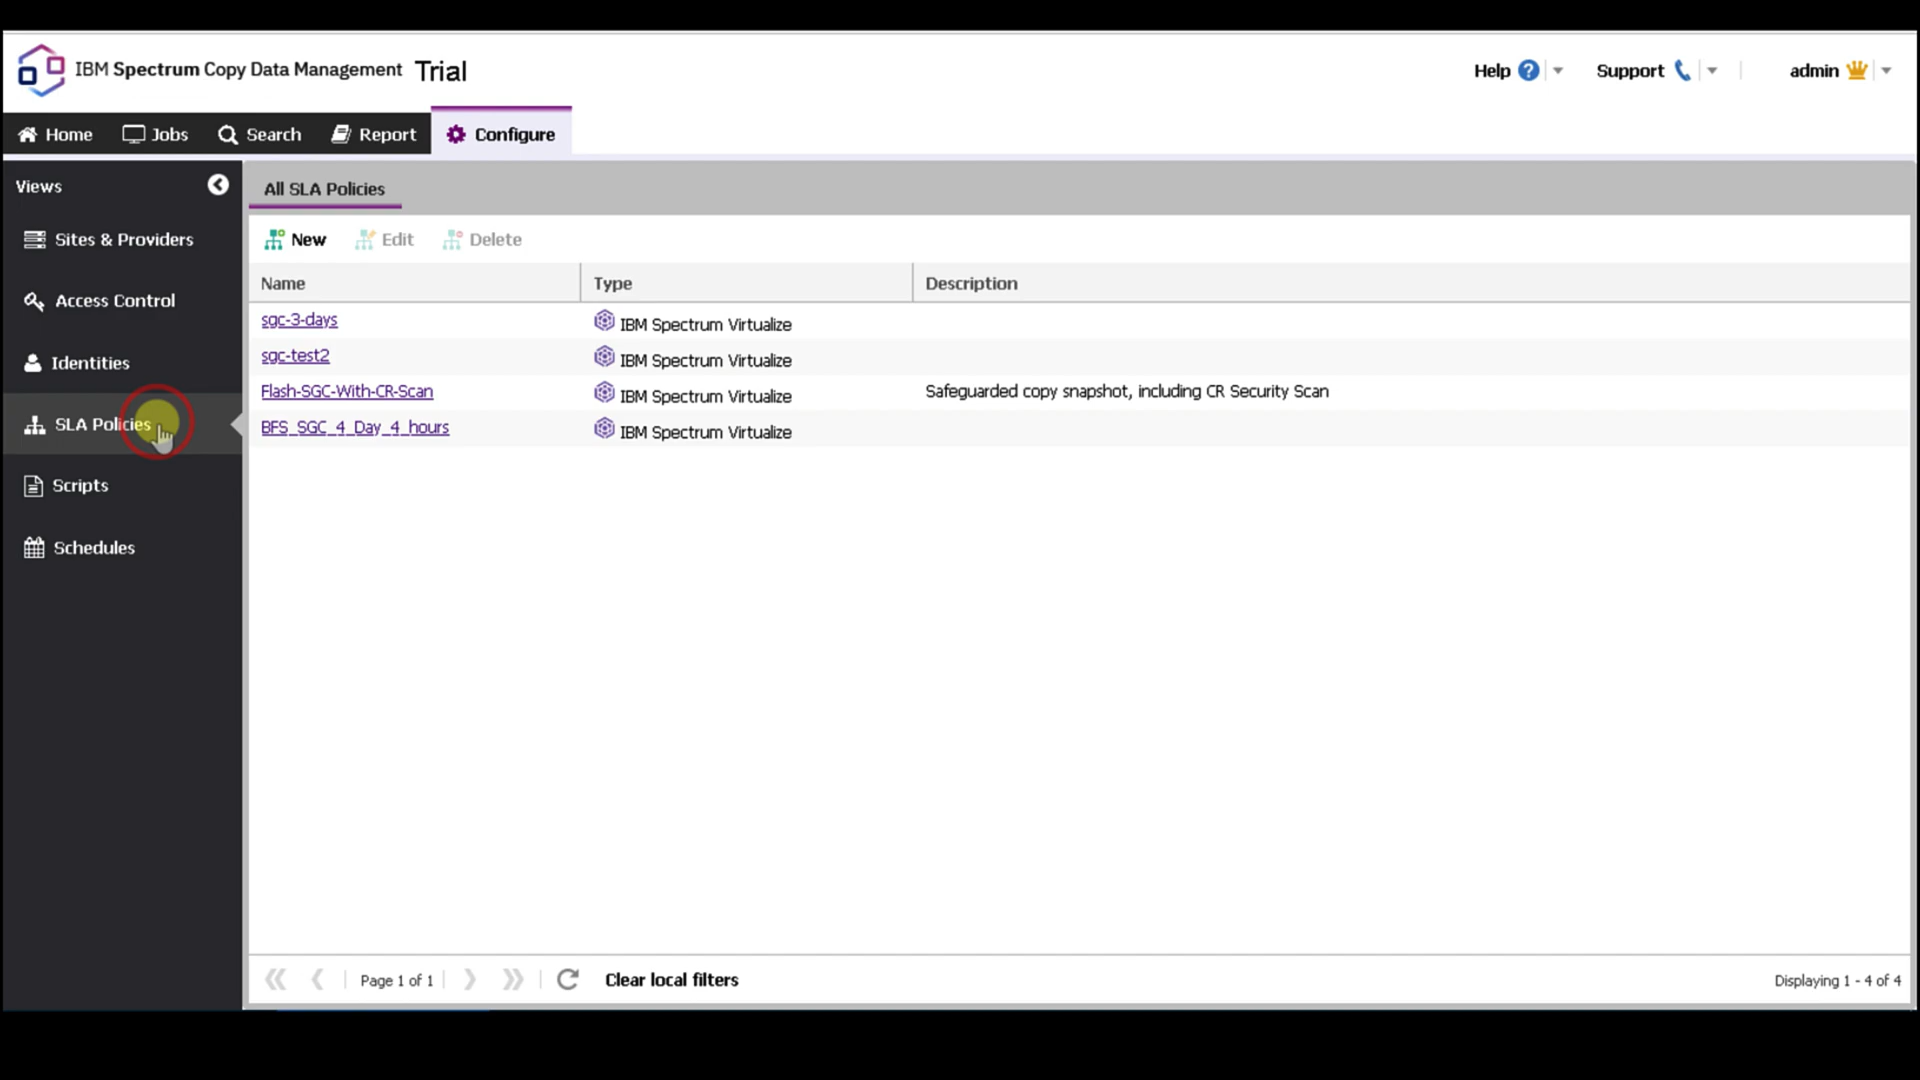 IBM Spectrum Copy Data Management Trial
Help ? Support admin
Home Jobs Search Report Configure
Views
Sites & Providers
Access Control
Identities
SLA Policies
Scripts
Schedules
All SLA Policies
New Edit Delete
Name Type Description
sgc-3-days IBM Spectrum Virtualize
sgc-test2 IBM Spectrum Virtualize
Flash-SGC-With-CR-Scan IBM Spectrum Virtualize Safeguarded copy snapshot, including CR Security Scan
BFS_SGC_4_Day_4_hours IBM Spectrum Virtualize
Page 1 of 1 Clear local filters Displaying 1 - 4 of 4